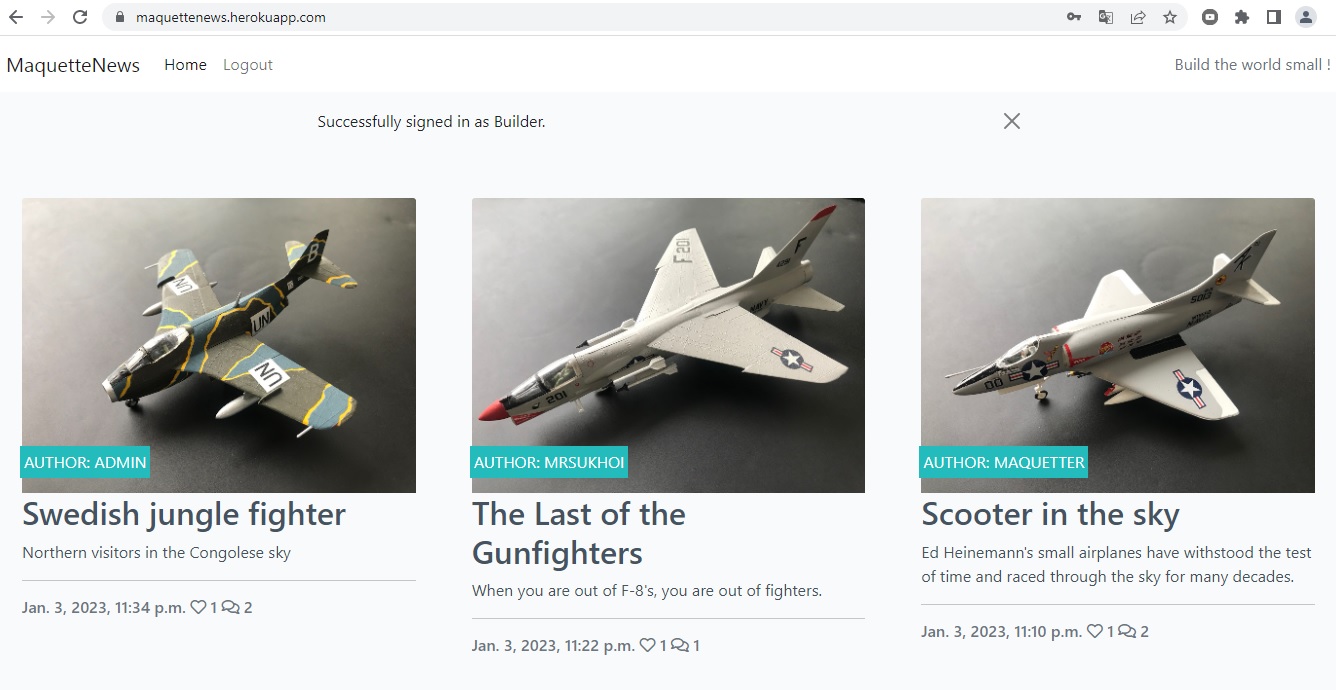 maquettenews.herokuapp.com
MaquetteNews Home Logout Build the world small !
Successfully signed in as Builder.
UN
UN
UN
B
AUTHOR: ADMIN
Swedish jungle fighter
Northern visitors in the Congolese sky
Jan. 3, 2023, 11:34 p.m. 1 2
F 201
F
NAVY
201
AUTHOR: MRSUKHOI
The Last of the
Gunfighters
When you are out of F-8's, you are out of fighters.
Jan. 3, 2023, 11:22 p.m. 1 1
00
AUTHOR: MAQUETTER
Scooter in the sky
Ed Heinemann's small airplanes have withstood the test
of time and raced through the sky for many decades.
Jan. 3, 2023, 11:10 p.m. 1 2